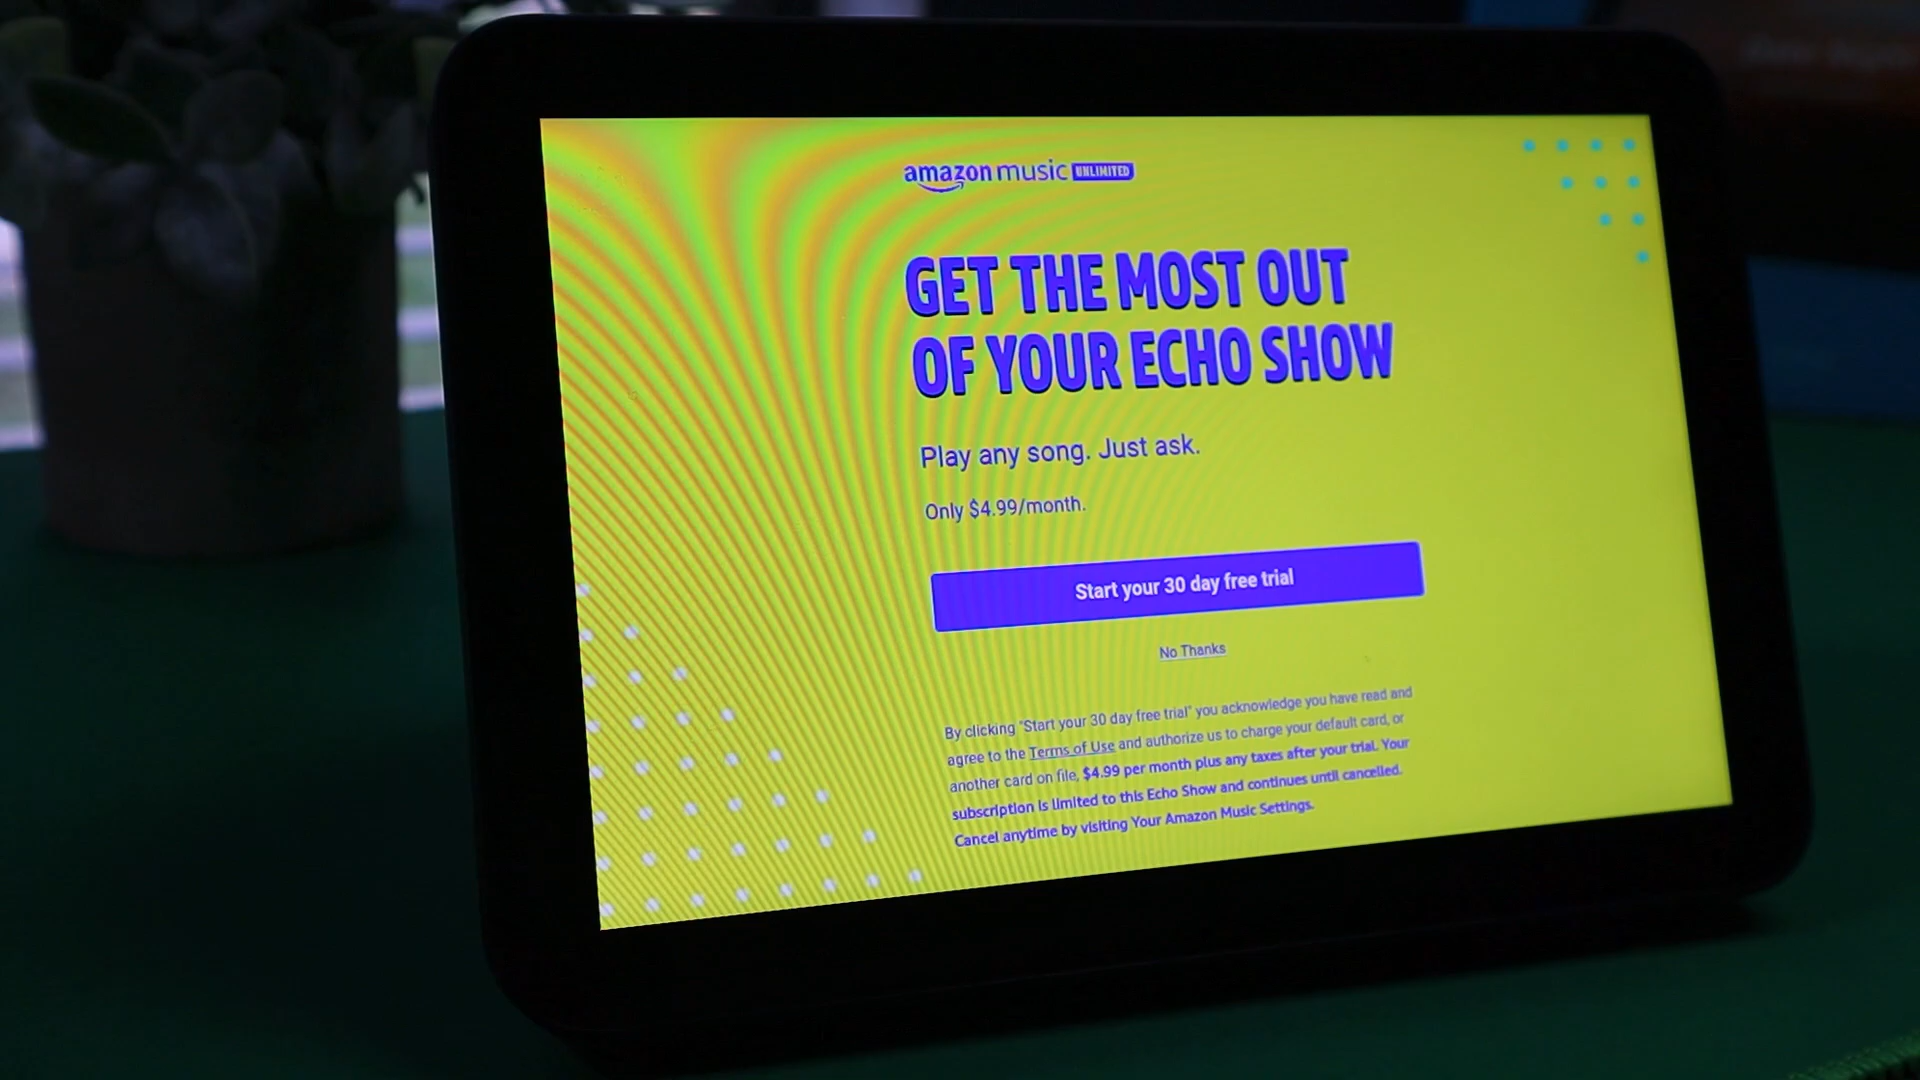 amazon music UNLIMITED
GET THE MOST OUT
OF YOUR ECHO SHOW
Play any song. Just ask.
Only $4.99/month.
Start your 30 day free trial
No Thanks
By clicking "Start your 30 day free trial" you acknowledge you have read and
agree to the Terms of Use and authorize us to charge your default card, or
another card on file, $4.99 per month plus any taxes after your trial. Your
subscription is limited to this Echo Show and continues until cancelled.
Cancel anytime by visiting Your Amazon Music Settings.